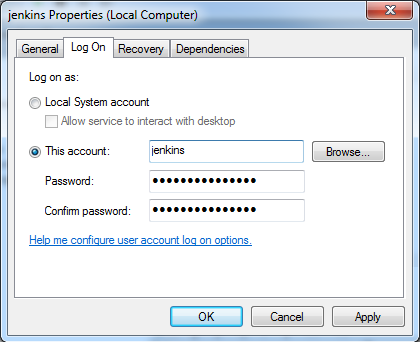 jenkins Properties (Local Computer)
General Log On Recovery Dependencies
Log on as:
Local System account
Allow service to interact with desktop
This account: jenkins Browse...
Password: •••••••••••••••
Confirm password: •••••••••••••••
Help me configure user account log on options.
OK Cancel Apply